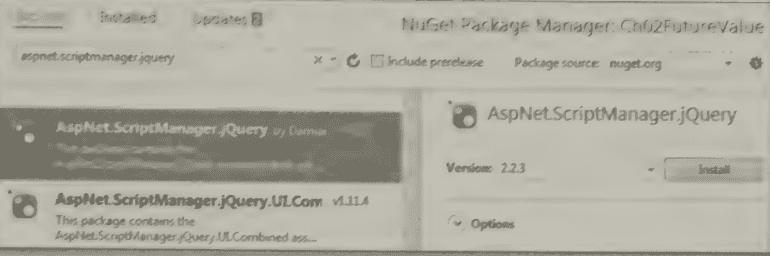 Installed Updates 2
NuGet Package Manager: Ch02FutureValue
aspnet.scriptmanager.jquery
Include prerelease
Package source: nuget.org
AspNet.ScriptManager.jQuery by Damian
AspNet.ScriptManager.jQuery
Version: 2.2.3
Install
AspNet.ScriptManager.jQuery.UI.Com v1.11.4
This package contains the
AspNet.ScriptManager.jQuery.UI.Combined ass...
Options